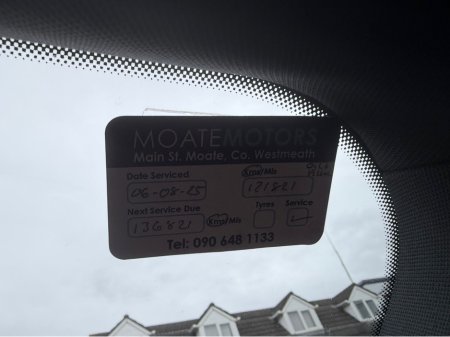 MOATEMOTORS
Main St. Moate, Co. Westmeath
Date Serviced Kms/Mls
06-08-25 121821
Next Service Due Kms/Mls Tyres Service
136821
Tel: 090 648 1133